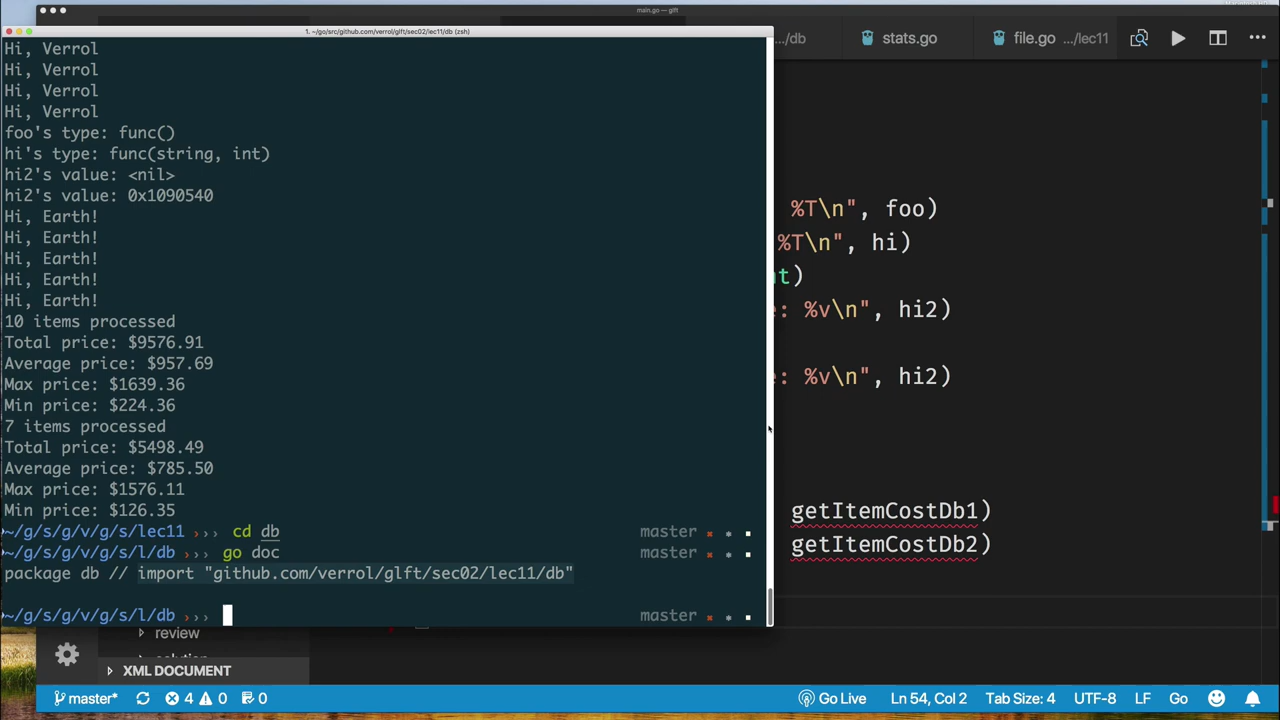 main.go — glft
1. ~/go/src/github.com/verrol/glft/sec02/lec11/db (zsh)
.../db
stats.go
file.go .../lec11
Hi, Verrol
Hi, Verrol
Hi, Verrol
Hi, Verrol
foo's type: func()
hi's type: func(string, int)
hi2's value: <nil>
hi2's value: 0x1090540
Hi, Earth!
Hi, Earth!
Hi, Earth!
Hi, Earth!
Hi, Earth!
10 items processed
Total price: $9576.91
Average price: $957.69
Max price: $1639.36
Min price: $224.36
7 items processed
Total price: $5498.49
Average price: $785.50
Max price: $1576.11
Min price: $126.35
~/g/s/g/v/g/s/lec11 ››› cd db master
~/g/s/g/v/g/s/l/db ››› go doc master
package db // import "github.com/verrol/glft/sec02/lec11/db"
~/g/s/g/v/g/s/l/db ››› master
%T\n", foo)
%T\n", hi)
t)
: %v\n", hi2)
: %v\n", hi2)
getItemCostDb1)
getItemCostDb2)
review
XML DOCUMENT
master*
4
0
0
Go Live
Ln 54, Col 2
Tab Size: 4
UTF-8
LF
Go